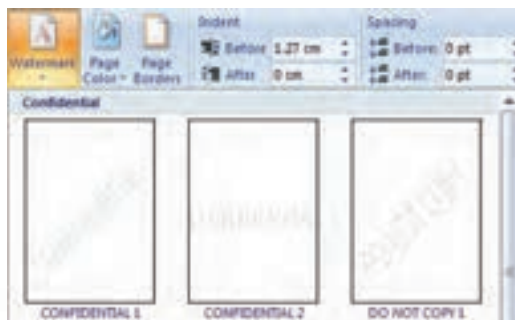 Indent Spacing
Watermark Page Page Before 1.27 cm Before: 0 pt
Color Borders After 0 cm After: 0 pt
Confidential
CONFIDENTIAL 1 CONFIDENTIAL 2 DO NOT COPY 1